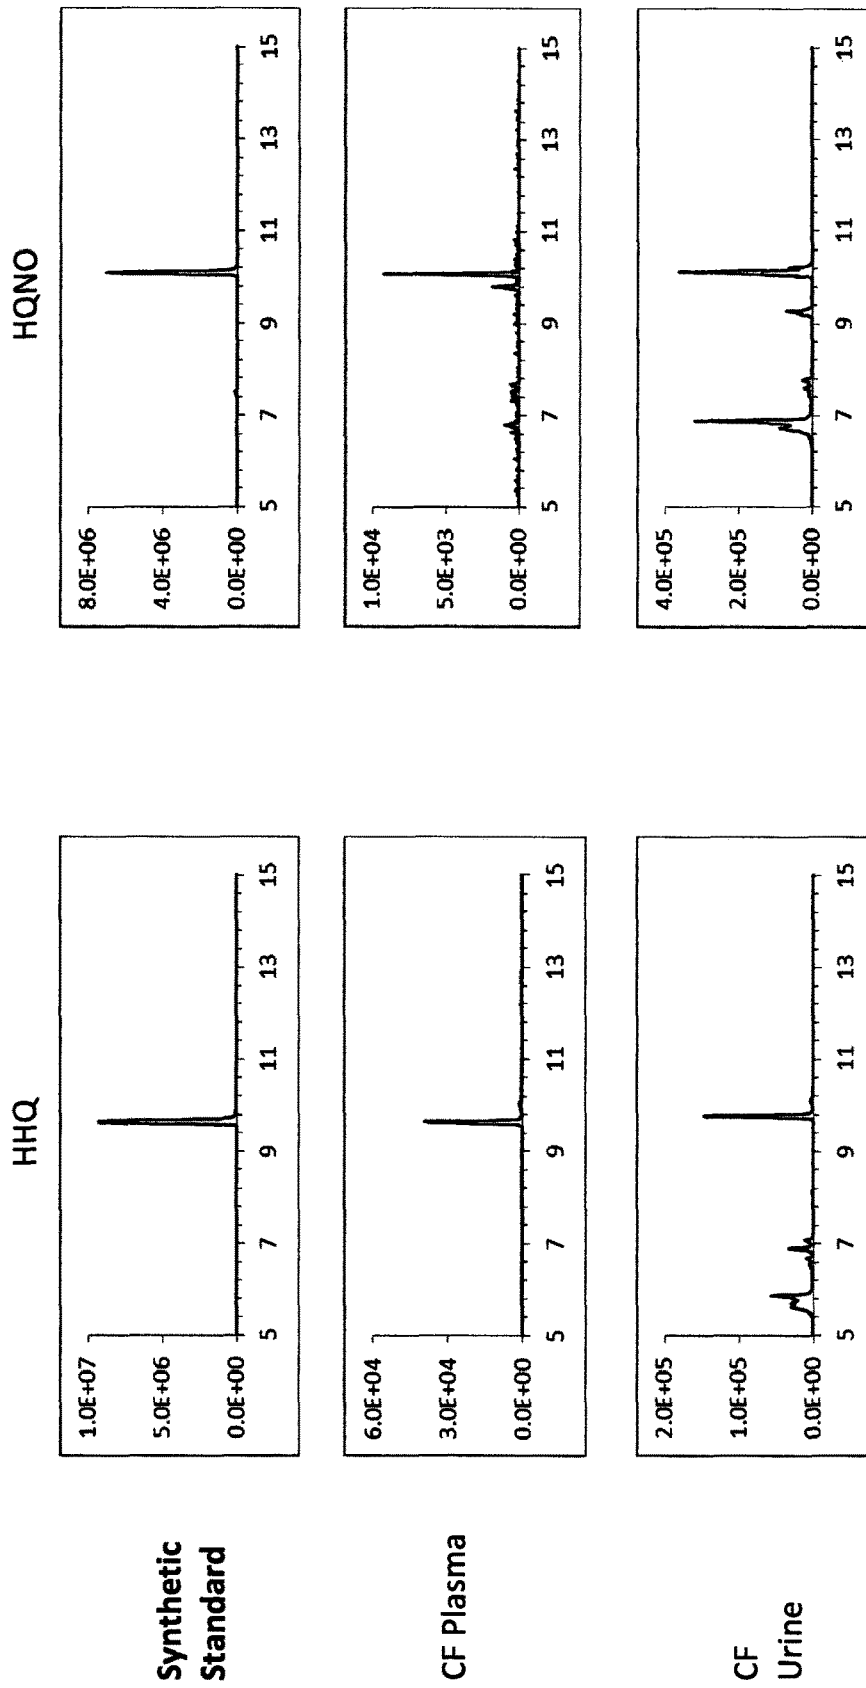 HHQ
HQNO
Synthetic
Standard
1.0E+07
5.0E+06
0.0E+00
5 7 9 11 13 15
8.0E+06
4.0E+06
0.0E+00
5 7 9 11 13 15
CF Plasma
6.0E+04
3.0E+04
0.0E+00
5 7 9 11 13 15
1.0E+04
5.0E+03
0.0E+00
5 7 9 11 13 15
CF
Urine
2.0E+05
1.0E+05
0.0E+00
5 7 9 11 13 15
4.0E+05
2.0E+05
0.0E+00
5 7 9 11 13 15